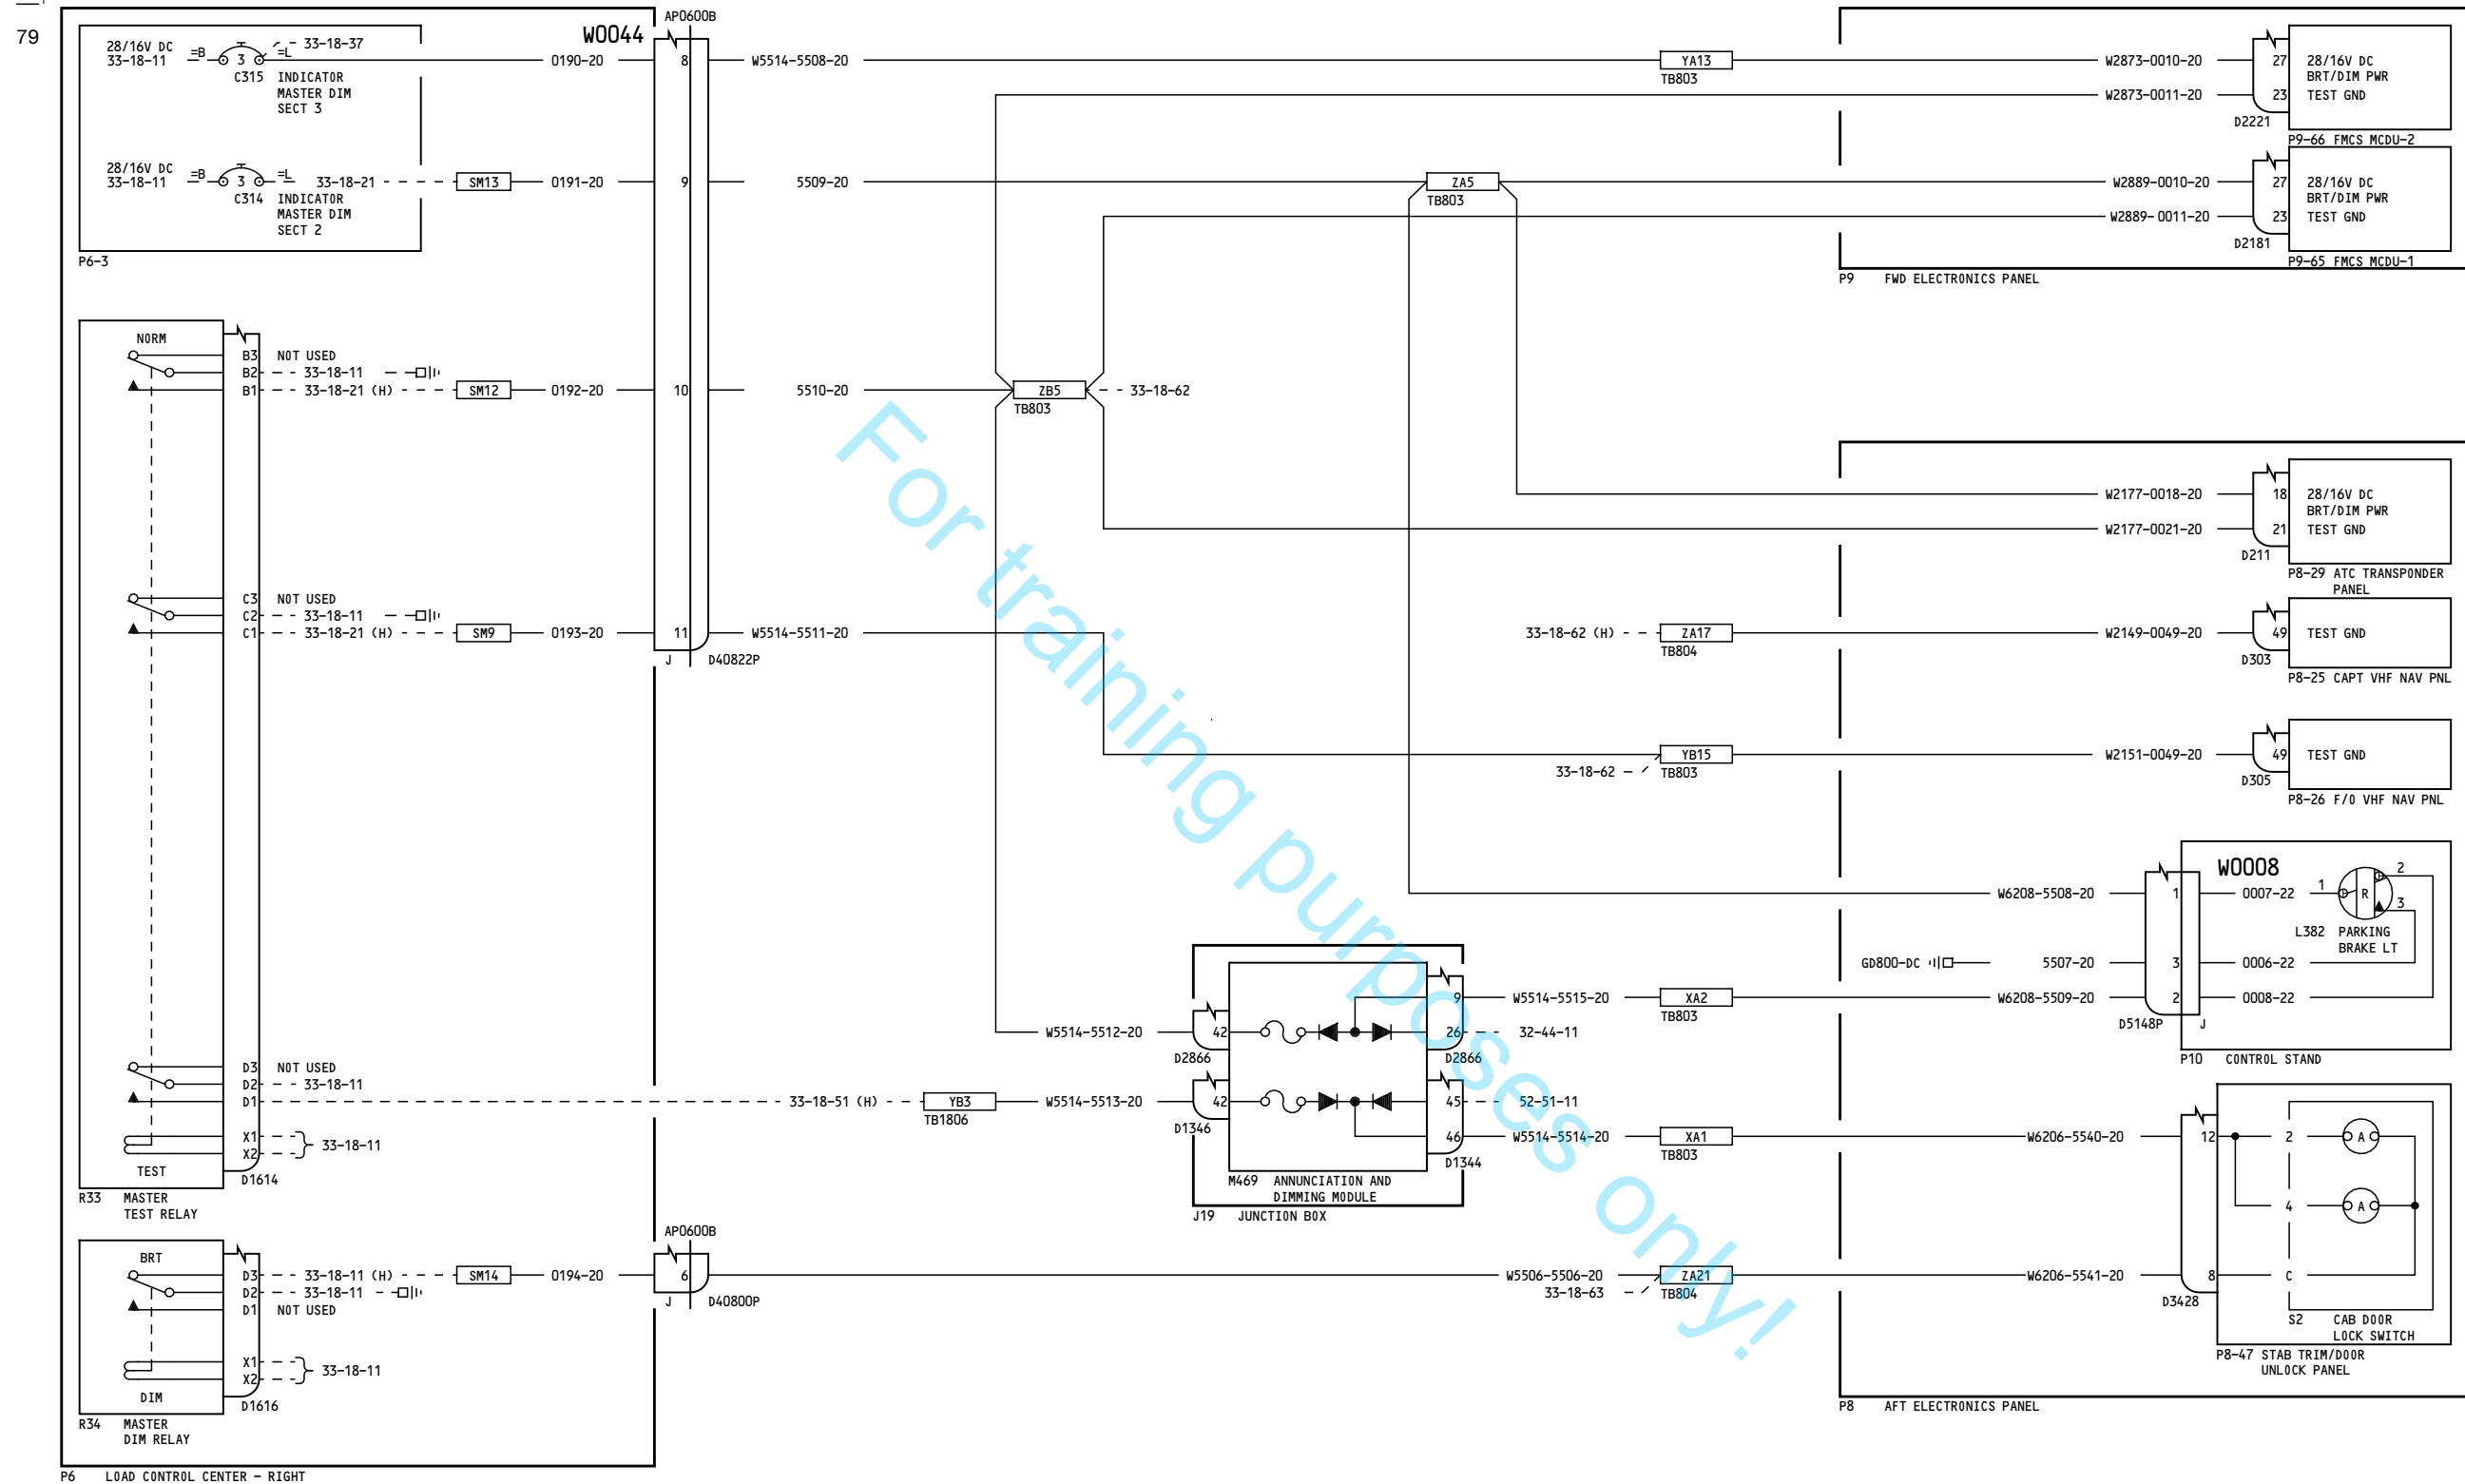 79
AP0600B
W0044
28/16V DC
33-18-11
=B
3
=L
33-18-37
C315 INDICATOR
MASTER DIM
SECT 3
0190-20
8
W5514-5508-20
YA13
TB803
W2873-0010-20
27
28/16V DC
BRT/DIM PWR
W2873-0011-20
23
TEST GND
D2221
P9-66 FMCS MCDU-2
28/16V DC
33-18-11
=B
3
=L
33-18-21
SM13
0191-20
9
5509-20
ZA5
TB803
C314 INDICATOR
MASTER DIM
SECT 2
P6-3
W2889-0010-20
27
28/16V DC
BRT/DIM PWR
W2889-0011-20
23
TEST GND
D2181
P9-65 FMCS MCDU-1
P9 FWD ELECTRONICS PANEL
NORM
B3 NOT USED
B2 33-18-11
B1 33-18-21 (H)
SM12
0192-20
10
5510-20
ZB5
TB803
33-18-62
W2177-0018-20
18
28/16V DC
BRT/DIM PWR
W2177-0021-20
21
TEST GND
D211
P8-29 ATC TRANSPONDER
PANEL
C3 NOT USED
C2 33-18-11
C1 33-18-21 (H)
SM9
0193-20
11
W5514-5511-20
J
D40822P
33-18-62 (H)
ZA17
TB804
W2149-0049-20
49
TEST GND
D303
P8-25 CAPT VHF NAV PNL
33-18-62
YB15
TB803
W2151-0049-20
49
TEST GND
D305
P8-26 F/O VHF NAV PNL
W6208-5508-20
1
W0008
0007-22
1
R
2
3
L382 PARKING
BRAKE LT
GD800-DC
5507-20
3
0006-22
W6208-5509-20
2
0008-22
D5148P
J
P10 CONTROL STAND
W5514-5512-20
42
D2866
9
W5514-5515-20
XA2
TB803
26
32-44-11
D2866
D3 NOT USED
D2 33-18-11
D1
33-18-51 (H)
YB3
TB1806
W5514-5513-20
42
D1346
45
52-51-11
46
W5514-5514-20
XA1
TB803
D1344
M469 ANNUNCIATION AND
DIMMING MODULE
J19 JUNCTION BOX
X1
X2
33-18-11
TEST
D1614
R33 MASTER
TEST RELAY
W6206-5540-20
12
2
A
4
A
C
W6206-5541-20
8
D3428
S2 CAB DOOR
LOCK SWITCH
P8-47 STAB TRIM/DOOR
UNLOCK PANEL
P8 AFT ELECTRONICS PANEL
AP0600B
BRT
D3 33-18-11 (H)
D2 33-18-11
D1 NOT USED
SM14
0194-20
6
J
D40800P
W5506-5506-20
33-18-63
ZA21
TB804
X1
X2
33-18-11
DIM
D1616
R34 MASTER
DIM RELAY
P6 LOAD CONTROL CENTER - RIGHT
For training purposes only!